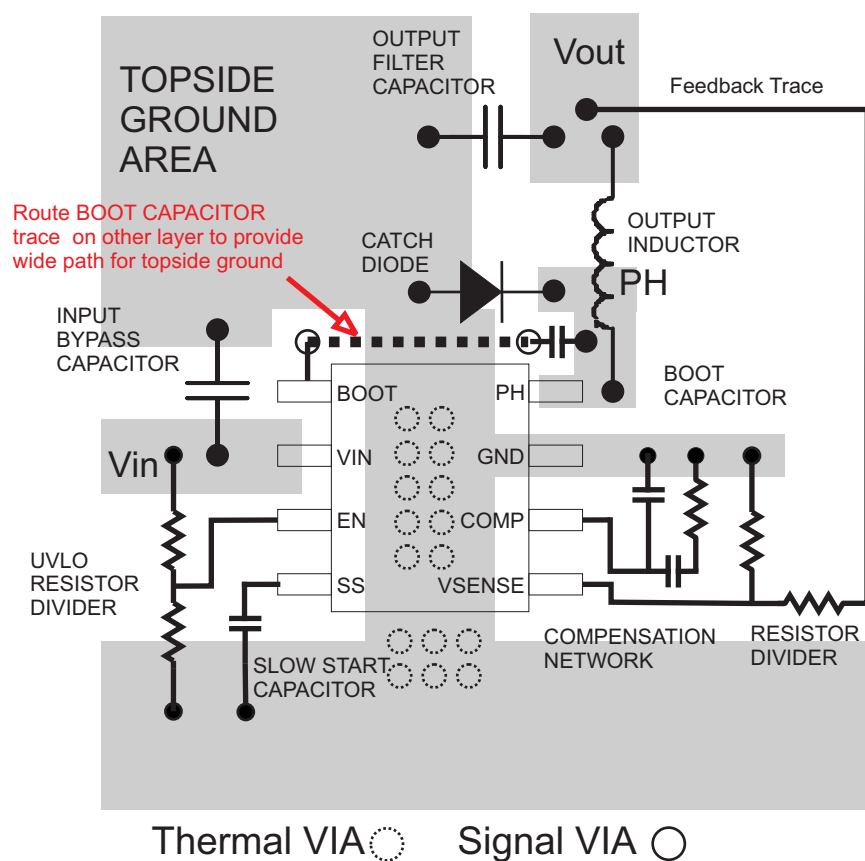 OUTPUT
FILTER
CAPACITOR
Vout
TOPSIDE
GROUND
AREA
Feedback Trace
Route BOOT CAPACITOR
trace on other layer to provide
wide path for topside ground
CATCH
DIODE
OUTPUT
INDUCTOR
PH
INPUT
BYPASS
CAPACITOR
BOOT
CAPACITOR
BOOT
PH
Vin
VIN
GND
EN
COMP
UVLO
RESISTOR
DIVIDER
SS
VSENSE
SLOW START
CAPACITOR
COMPENSATION
NETWORK
RESISTOR
DIVIDER
Thermal VIA
Signal VIA